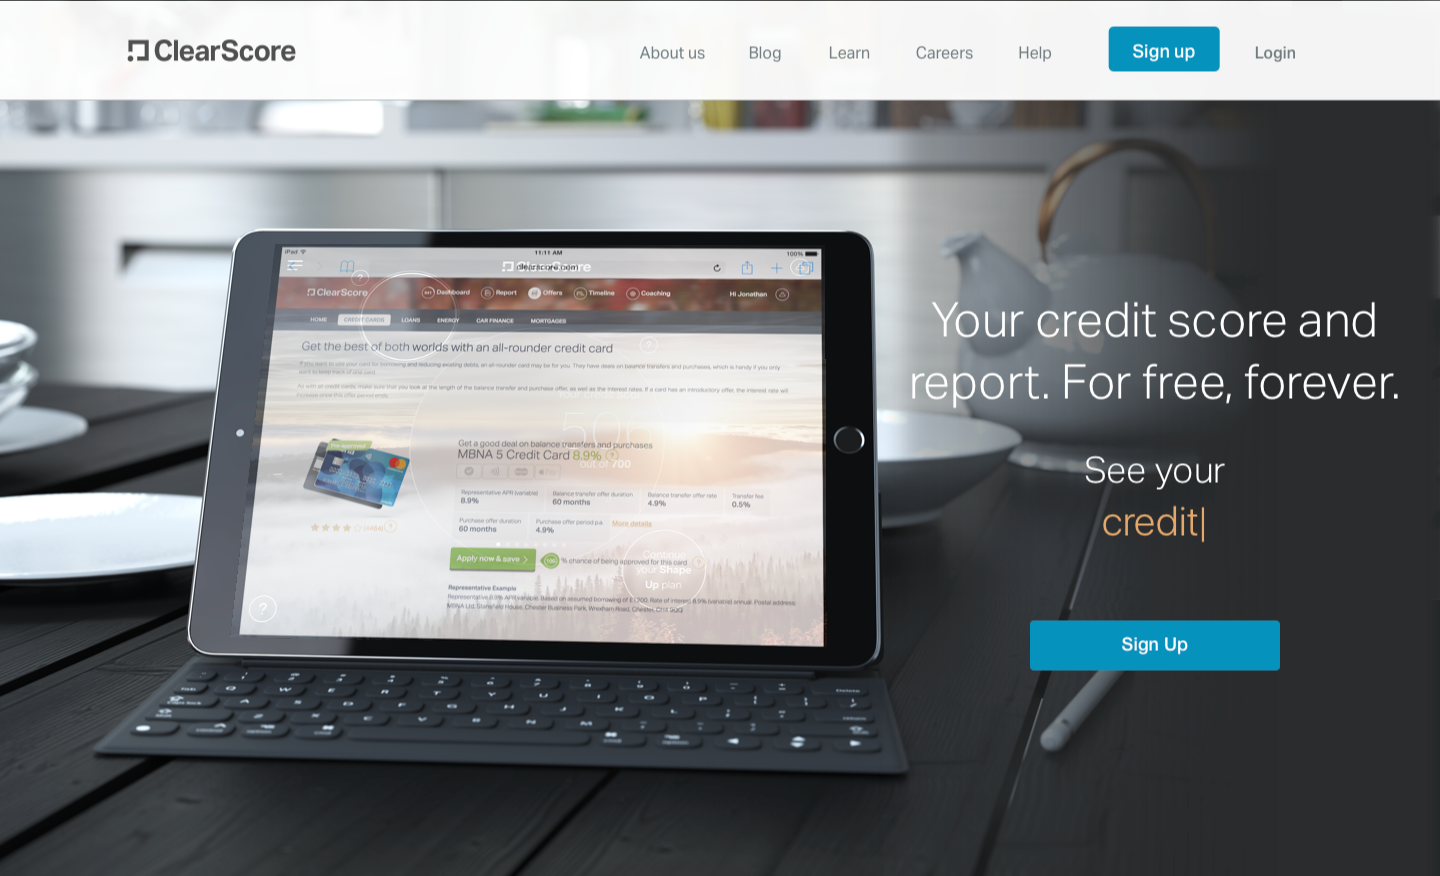 ClearScore
About us
Blog
Learn
Careers
Help
Sign up
Login
iPad
11:11 AM
100%
clearscore.com
ClearScore
Dashboard
Report
Offers
Timeline
Coaching
Hi Jonathan
HOME
CREDIT CARDS
LOANS
ENERGY
CAR FINANCE
MORTGAGES
Get the best of both worlds with an all-rounder credit card
Get a good deal on balance transfers and purchases
MBNA 5 Credit Card 8.9%
out of 700
Representative APR (variable)
8.9%
Balance transfer offer duration
60 months
Balance transfer offer rate
4.9%
Transfer fee
0.5%
Purchase offer duration
60 months
Purchase offer period
4.9%
More details
Apply now & save
% chance of being approved for this card
Continue
your Shape
Up plan
Representative Example
?
Your credit score and
report. For free, forever.
See your
credit|
Sign Up